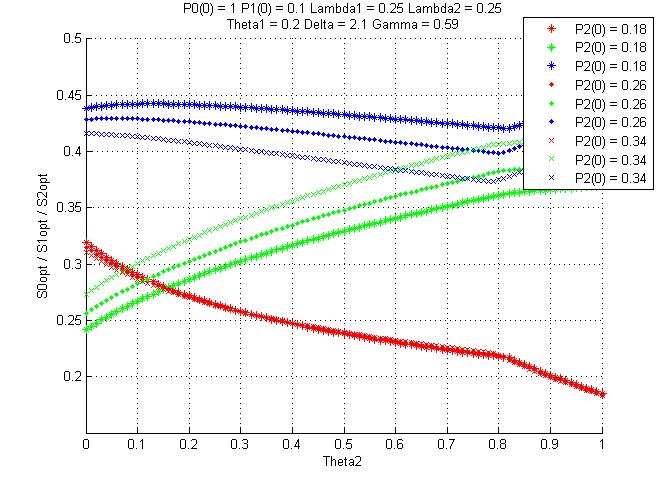 P0(0) = 1 P1(0) = 0.1 Lambda1 = 0.25 Lambda2 = 0.25
Theta1 = 0.2 Delta = 2.1 Gamma = 0.59
P2(0) = 0.18
P2(0) = 0.18
P2(0) = 0.18
P2(0) = 0.26
P2(0) = 0.26
P2(0) = 0.26
P2(0) = 0.34
P2(0) = 0.34
P2(0) = 0.34
0.5
0.45
0.4
0.35
0.3
0.25
0.2
S0opt / S1opt / S2opt
0 0.1 0.2 0.3 0.4 0.5 0.6 0.7 0.8 0.9 1
Theta2